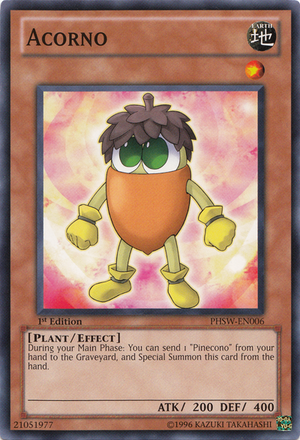 ACORNO
EARTH
地
1st Edition
PHSW-EN006
[PLANT/EFFECT]
During your Main Phase: You can send 1 "Pinecono" from
your hand to the Graveyard, and Special Summon this card from the
hand.
ATK/ 200 DEF/ 400
21051977
©1996 KAZUKI TAKAHASHI